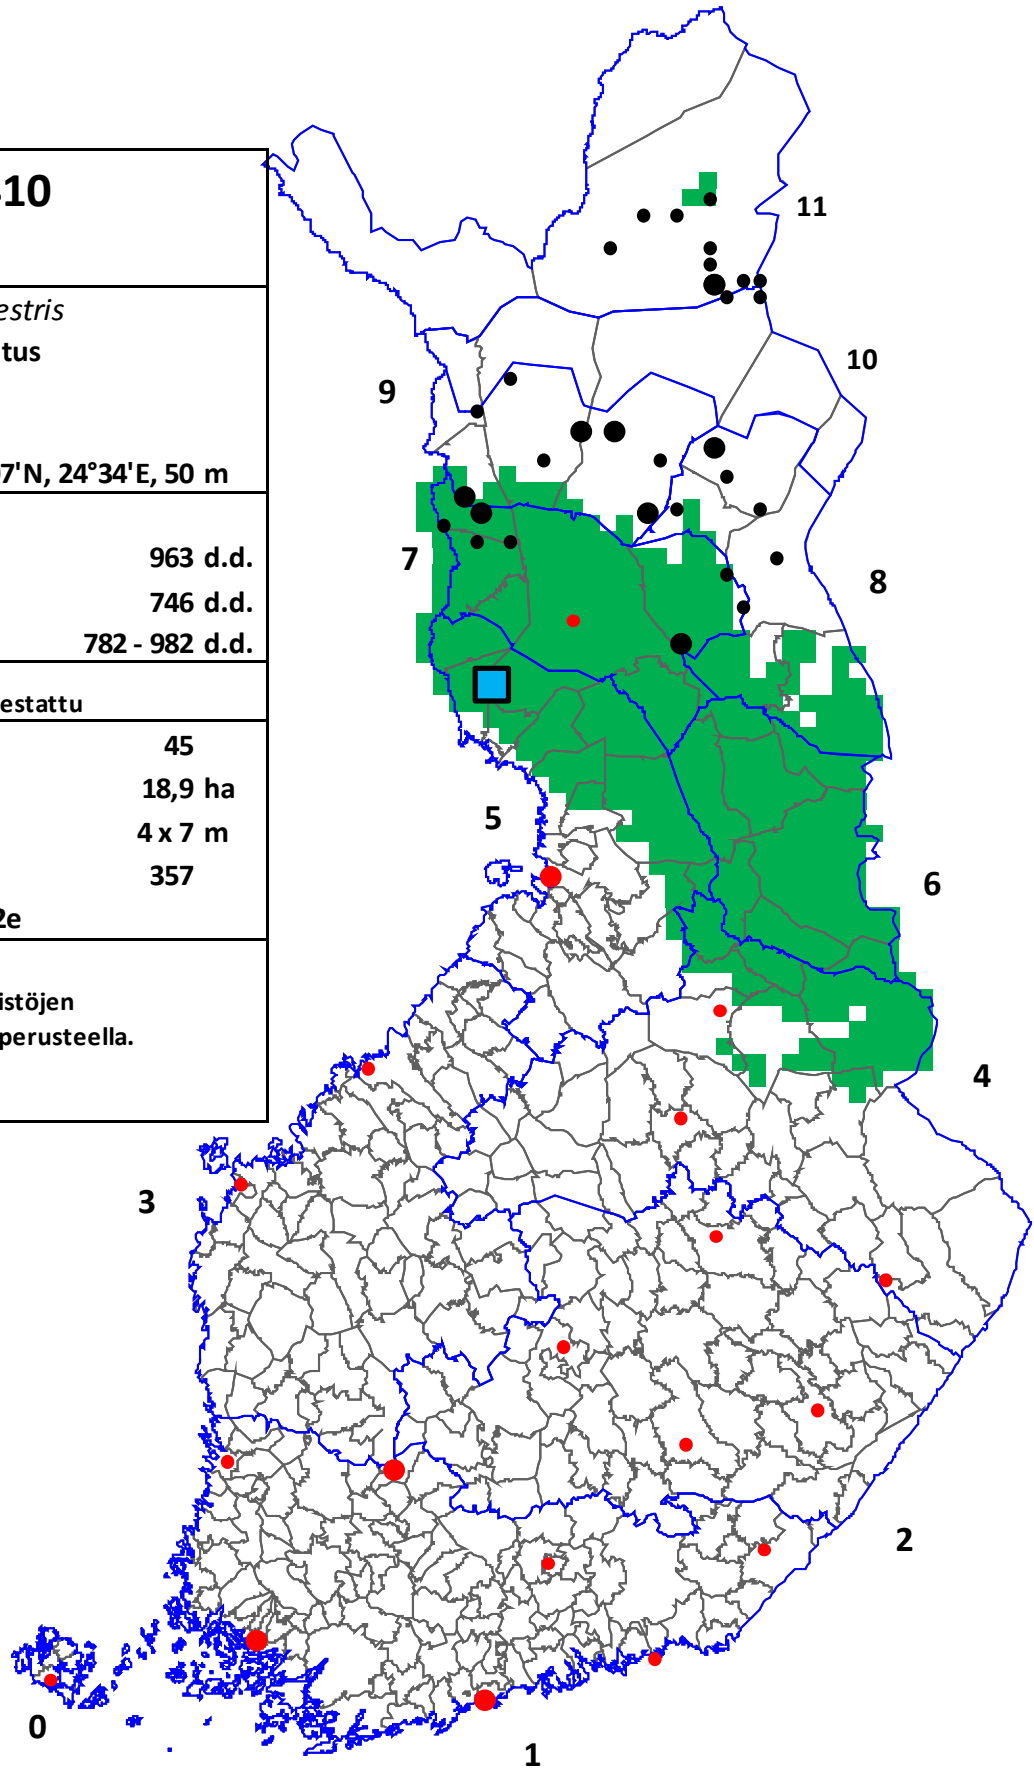 10
estris
tus
7'N, 24°34'E, 50 m
963 d.d.
746 d.d.
782 - 982 d.d.
estattu
45
18,9 ha
4 x 7 m
357
2e
istöjen
perusteella.
11
10
9
7
8
5
6
4
3
2
0
1